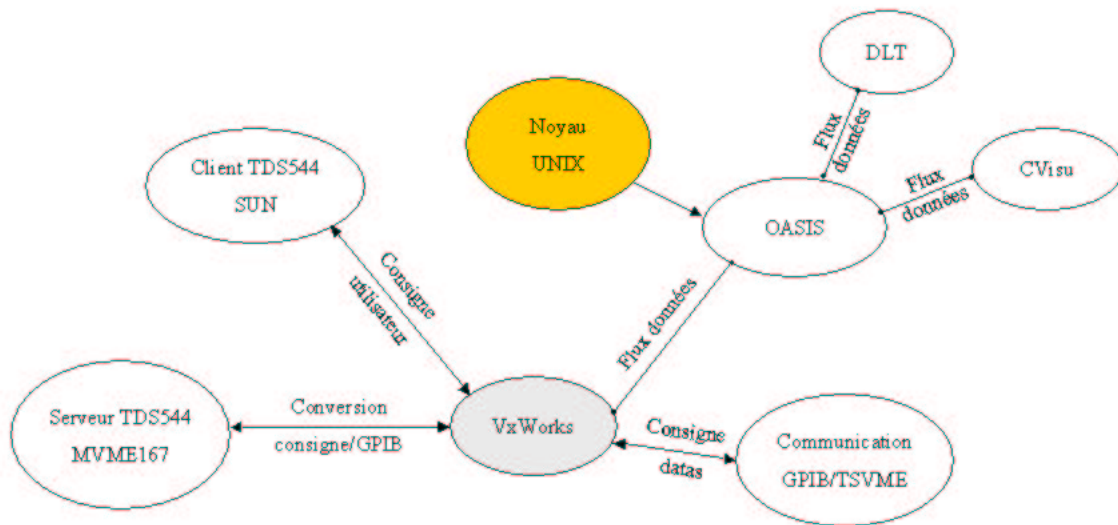 DLT
Noyau
UNIX
Flux
données
Client TDS544
SUN
CVisu
Flux
données
OASIS
Consigne
utilisateur
Flux données
Serveur TDS544
MVME167
Conversion
consigne/GPIB
VxWorks
Consigne
datas
Communication
GPIB/TSVME